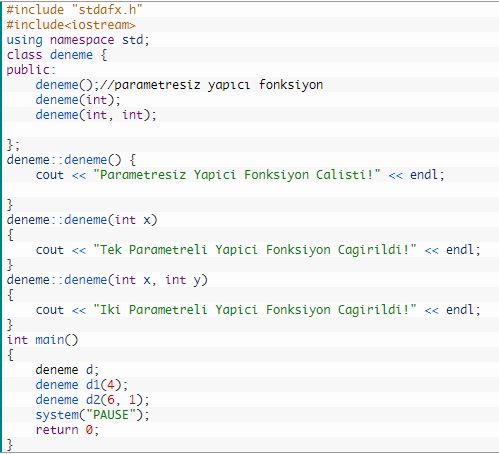 #include "stdafx.h"
#include<iostream>
using namespace std;
class deneme {
public:
    deneme();//parametresiz yapıcı fonksiyon
    deneme(int);
    deneme(int, int);

};
deneme::deneme() {
    cout << "Parametresiz Yapici Fonksiyon Calisti!" << endl;

}
deneme::deneme(int x)
{
    cout << "Tek Parametreli Yapici Fonksiyon Cagirildi!" << endl;
}
deneme::deneme(int x, int y)
{
    cout << "Iki Parametreli Yapici Fonksiyon Cagirildi!" << endl;
}
int main()
{
    deneme d;
    deneme d1(4);
    deneme d2(6, 1);
    system("PAUSE");
    return 0;
}